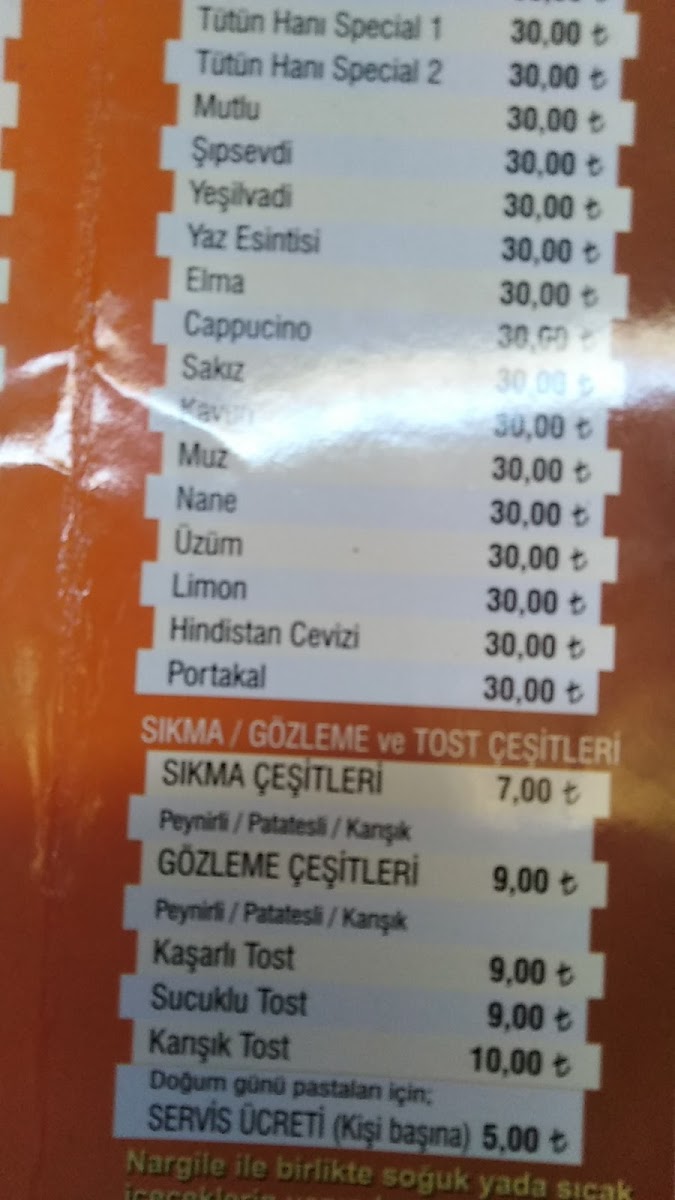 Tütün Hanı Special 1 30,00 ₺
Tütün Hanı Special 2 30,00 ₺
Mutlu 30,00 ₺
Şıpsevdi 30,00 ₺
Yeşilvadi 30,00 ₺
Yaz Esintisi 30,00 ₺
Elma 30,00 ₺
Cappucino 30,00 ₺
Sakız 30,00 ₺
Kavun 30,00 ₺
Muz 30,00 ₺
Nane 30,00 ₺
Üzüm 30,00 ₺
Limon 30,00 ₺
Hindistan Cevizi 30,00 ₺
Portakal 30,00 ₺
SIKMA / GÖZLEME ve TOST ÇEŞİTLERİ
SIKMA ÇEŞİTLERİ 7,00 ₺
Peynirli / Patatesli / Karışık
GÖZLEME ÇEŞİTLERİ 9,00 ₺
Peynirli / Patatesli / Karışık
Kaşarlı Tost 9,00 ₺
Sucuklu Tost 9,00 ₺
Karışık Tost 10,00 ₺
Doğum günü pastaları için;
SERVİS ÜCRETİ (Kişi başına) 5,00 ₺
Nargile ile birlikte soğuk yada sıcak